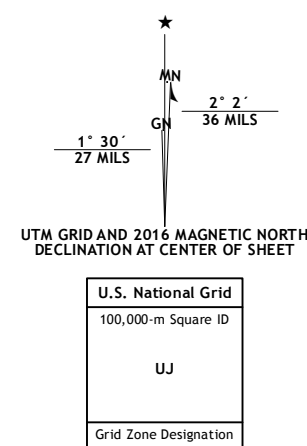 ★
MN
2° 2´
36 MILS
GN
1° 30´
27 MILS
UTM GRID AND 2016 MAGNETIC NORTH
DECLINATION AT CENTER OF SHEET
U.S. National Grid
100,000-m Square ID
UJ
Grid Zone Designation